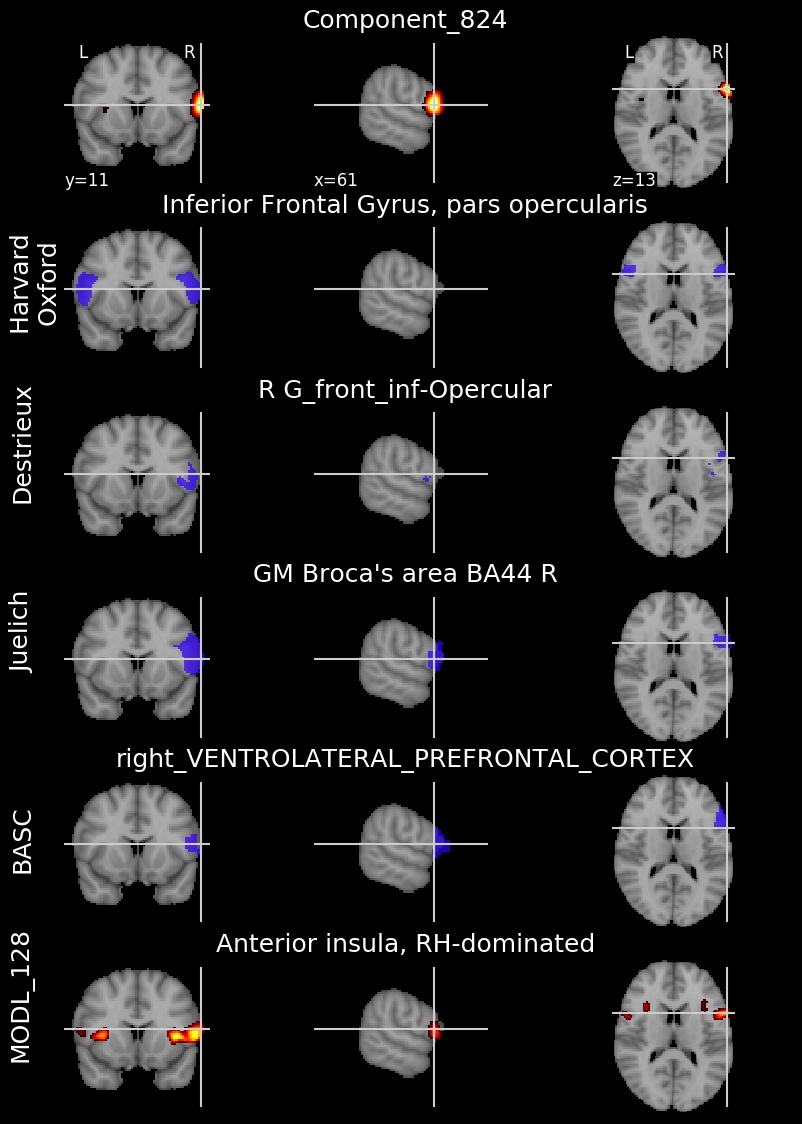 Component_824
L R L R
y=11 x=61 z=13
Inferior Frontal Gyrus, pars opercularis
Harvard
Oxford
R G_front_inf-Opercular
Destrieux
GM Broca's area BA44 R
Juelich
right_VENTROLATERAL_PREFRONTAL_CORTEX
BASC
Anterior insula, RH-dominated
MODL_128